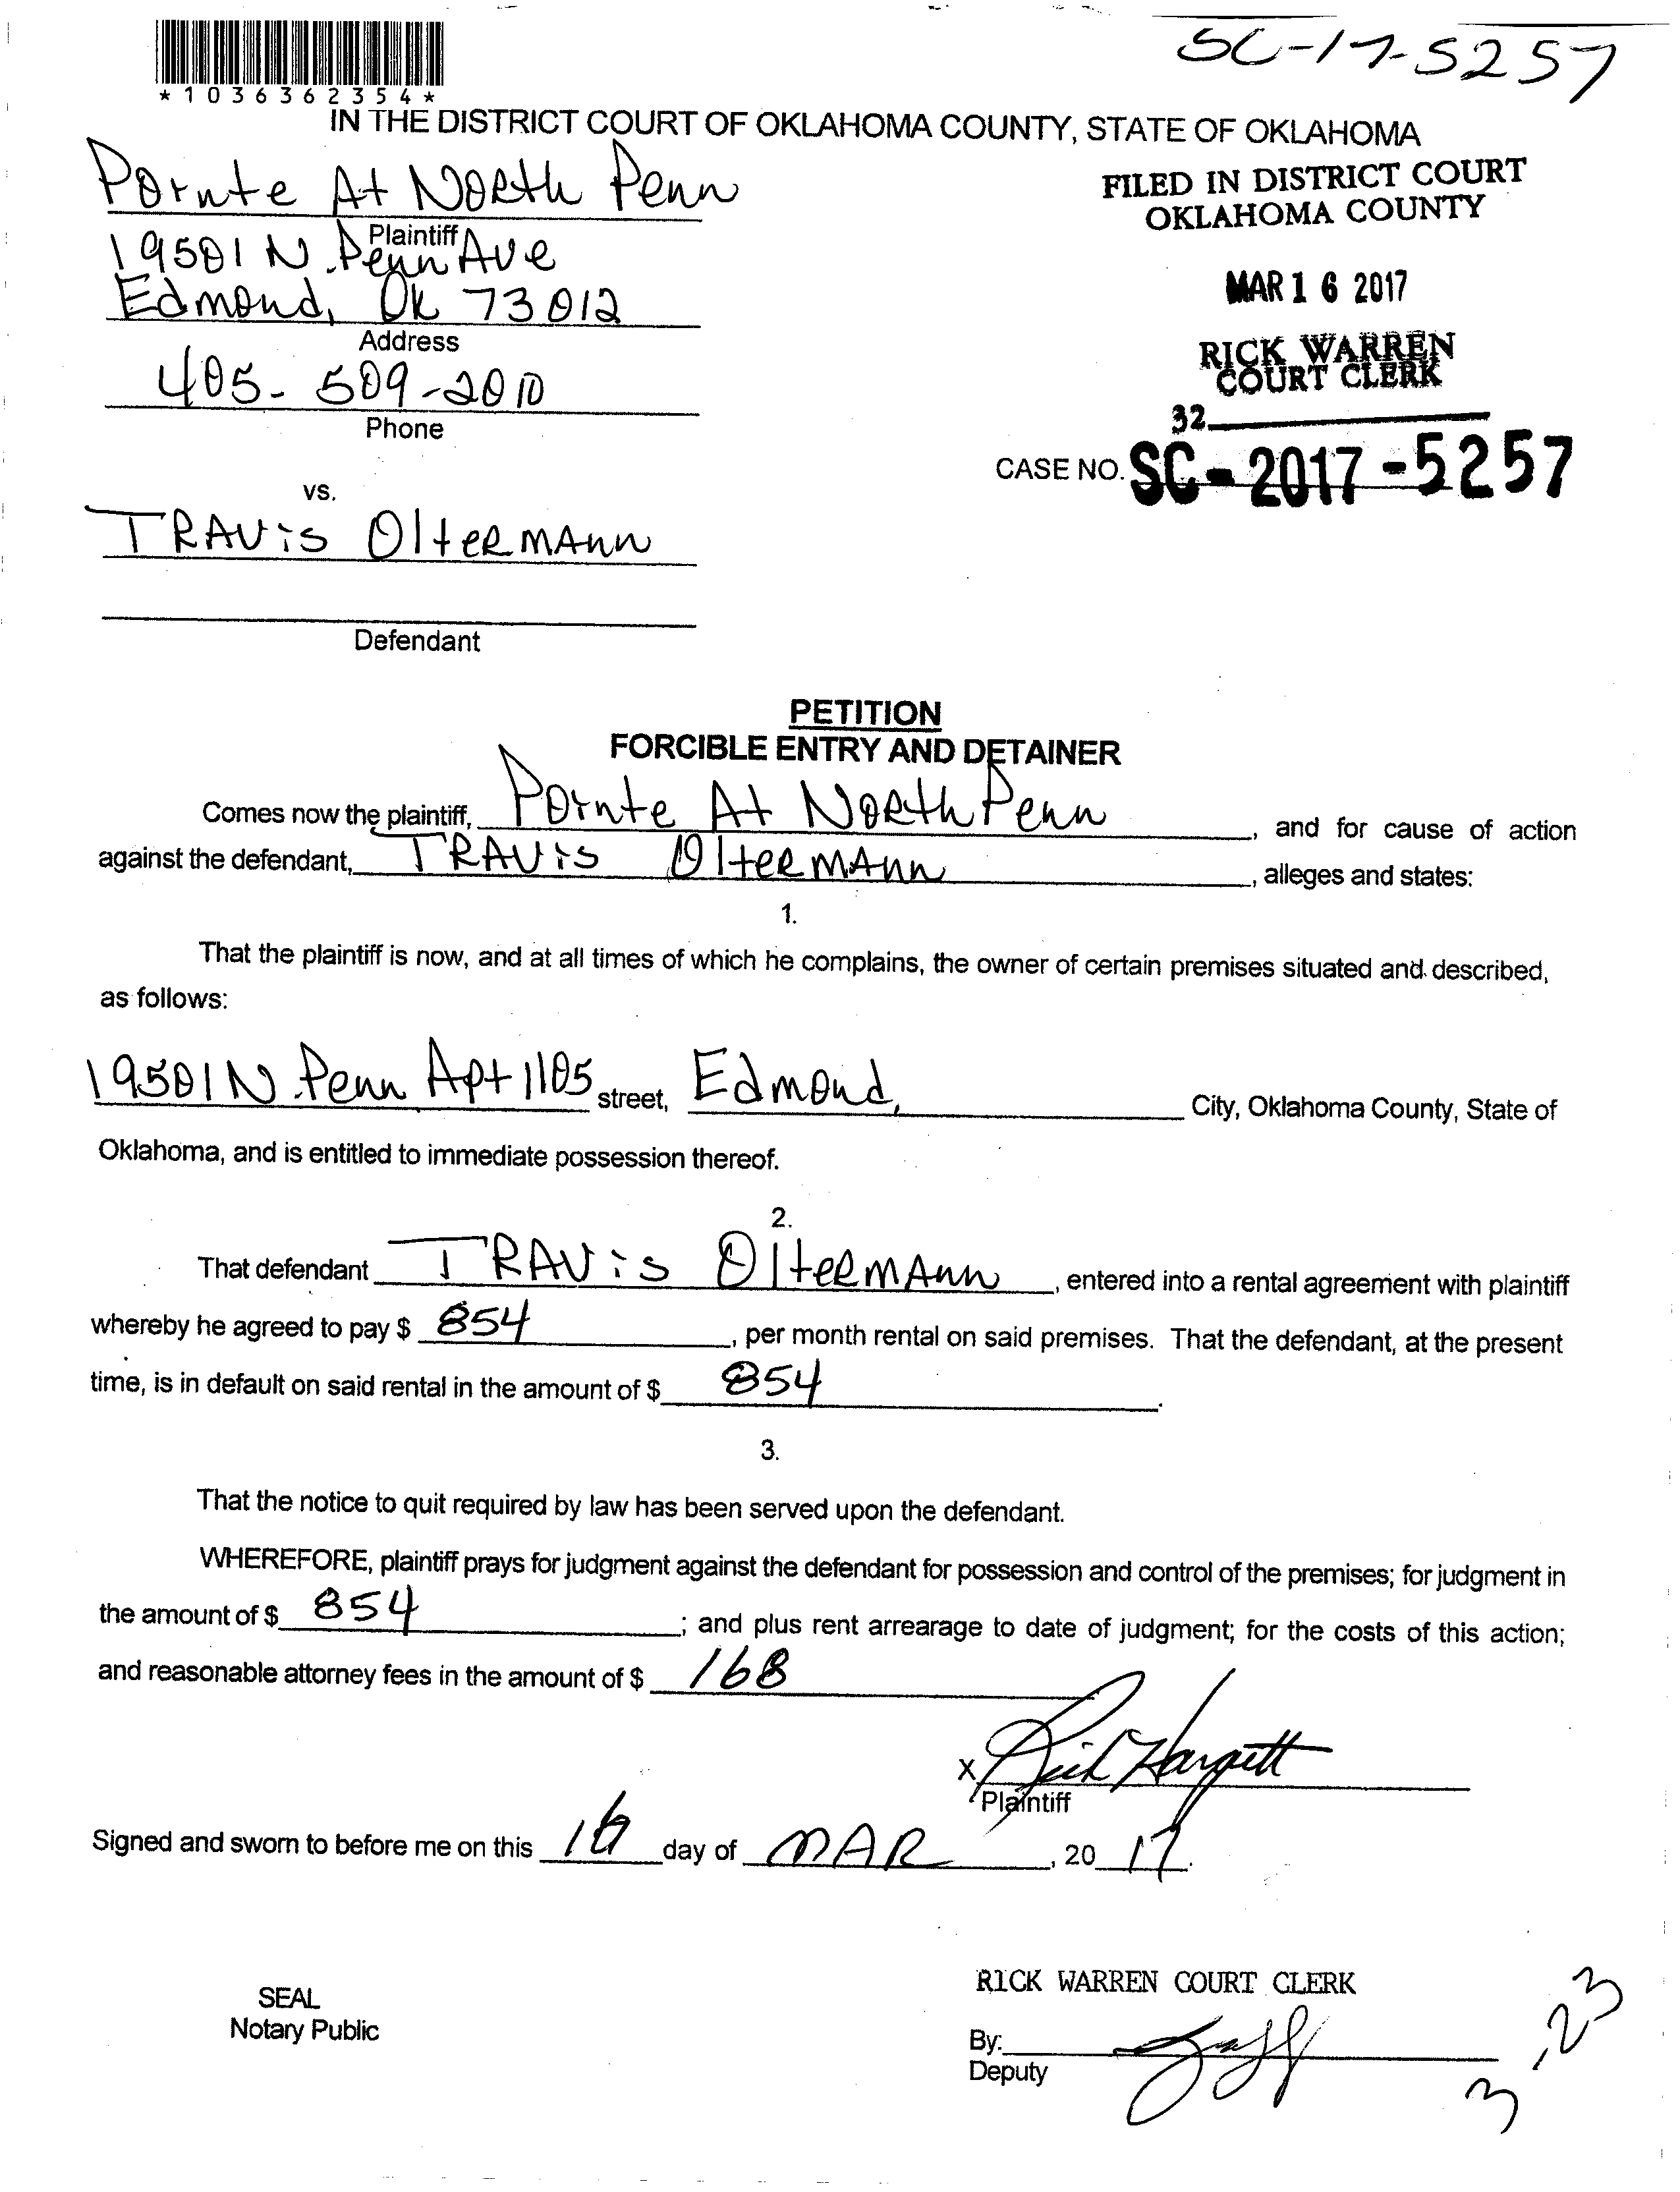 SC-17-5257
*1036362354*
IN THE DISTRICT COURT OF OKLAHOMA COUNTY, STATE OF OKLAHOMA
Pointe At North Penn
Plaintiff
19501 N. Penn Ave
Edmond, Ok 73012
Address
405-509-2010
Phone
FILED IN DISTRICT COURT
OKLAHOMA COUNTY
MAR 16 2017
RICK WARREN
COURT CLERK
32
CASE NO. SC-2017-5257
vs.
TRAVis OlteRMAnn
Defendant
PETITION
FORCIBLE ENTRY AND DETAINER
Comes now the plaintiff, Pointe At North Penn, and for cause of action
against the defendant, TRAVis OlteRMAnn, alleges and states:
1.
That the plaintiff is now, and at all times of which he complains, the owner of certain premises situated and described,
as follows:
19501 N. Penn Apt 1105 street, Edmond, City, Oklahoma County, State of
Oklahoma, and is entitled to immediate possession thereof.
2.
That defendant TRAVis OlteRMAnn, entered into a rental agreement with plaintiff
whereby he agreed to pay $ 854, per month rental on said premises. That the defendant, at the present
time, is in default on said rental in the amount of $ 854.
3.
That the notice to quit required by law has been served upon the defendant.
WHEREFORE, plaintiff prays for judgment against the defendant for possession and control of the premises; for judgment in
the amount of $ 854; and plus rent arrearage to date of judgment; for the costs of this action;
and reasonable attorney fees in the amount of $ 168
X Rick Hargett
Plaintiff
Signed and sworn to before me on this 16 day of MAR, 20 17.
SEAL
Notary Public
RICK WARREN COURT CLERK
By:
Deputy
3,23